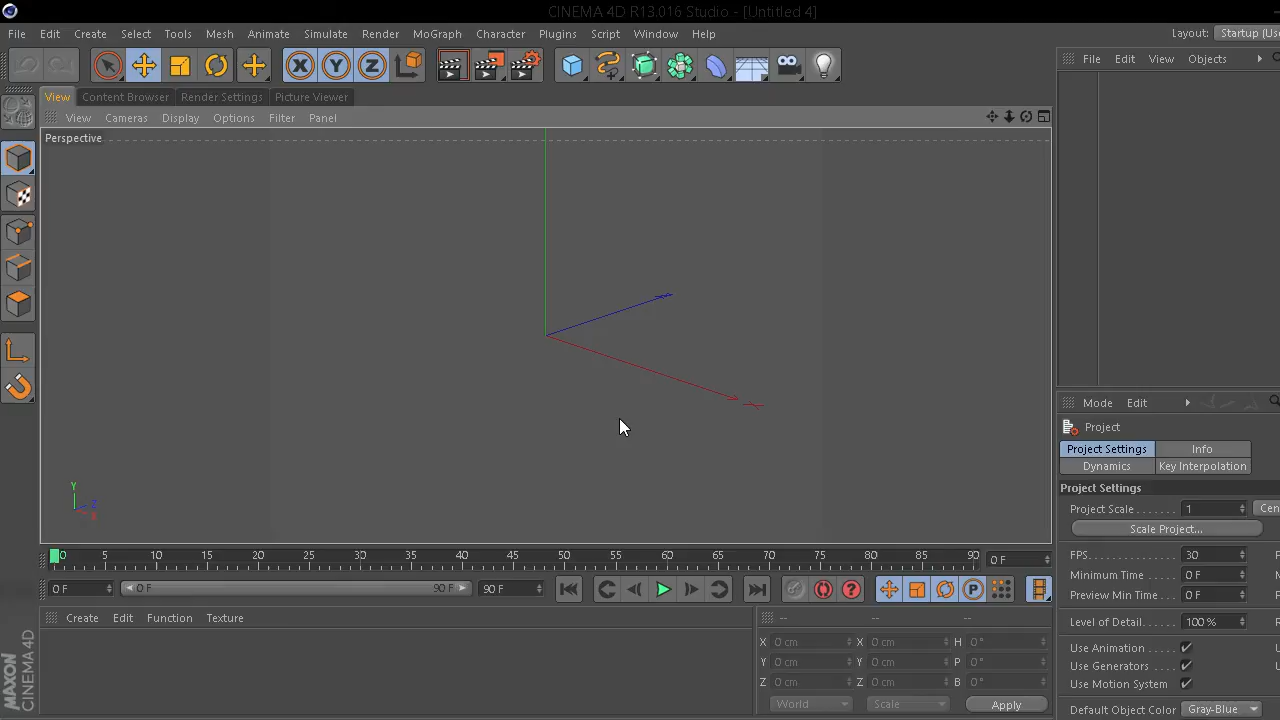 CINEMA 4D R13.016 Studio - [Untitled 4]
File Edit Create Select Tools Mesh Animate Simulate Render MoGraph Character Plugins Script Window Help Layout: Startup (Use
X Y Z
File Edit View Objects
View Content Browser Render Settings Picture Viewer
View Cameras Display Options Filter Panel
Perspective
Mode Edit
Project
Project Settings Info
Dynamics Key Interpolation
Project Settings
Project Scale . . . . . . . 1 Cen
Scale Project...
FPS. . . . . . . . . . . . . . . . 30 F
Minimum Time . . . 0 F
Preview Min Time . . . 0 F
Level of Detail. . . . . 100 % R
Use Animation . . . .
Use Generators . . . .
Use Motion System
Default Object Color Gray-Blue
Y
Z
X
0 5 10 15 20 25 30 35 40 45 50 55 60 65 70 75 80 85 90 0 F
0 F 0 F 90 F 90 F
P
Create Edit Function Texture
-- -- --
X 0 cm X 0 cm H 0 °
Y 0 cm Y 0 cm P 0 °
Z 0 cm Z 0 cm B 0 °
World Scale Apply
MAXON
CINEMA 4D